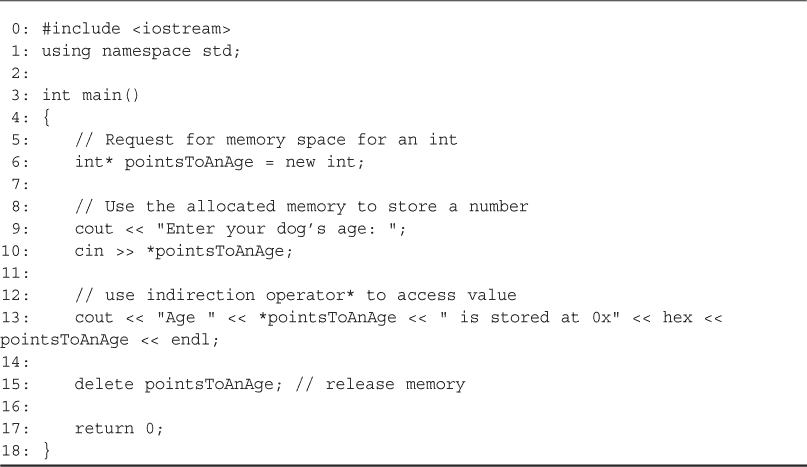 0: #include <iostream>
1: using namespace std;
2:
3: int main()
4: {
5:    // Request for memory space for an int
6:    int* pointsToAnAge = new int;
7:
8:    // Use the allocated memory to store a number
9:    cout << "Enter your dog’s age: ";
10:    cin >> *pointsToAnAge;
11:
12:    // use indirection operator* to access value
13:    cout << "Age " << *pointsToAnAge << " is stored at 0x" << hex <<
pointsToAnAge << endl;
14:
15:    delete pointsToAnAge; // release memory
16:
17:    return 0;
18: }